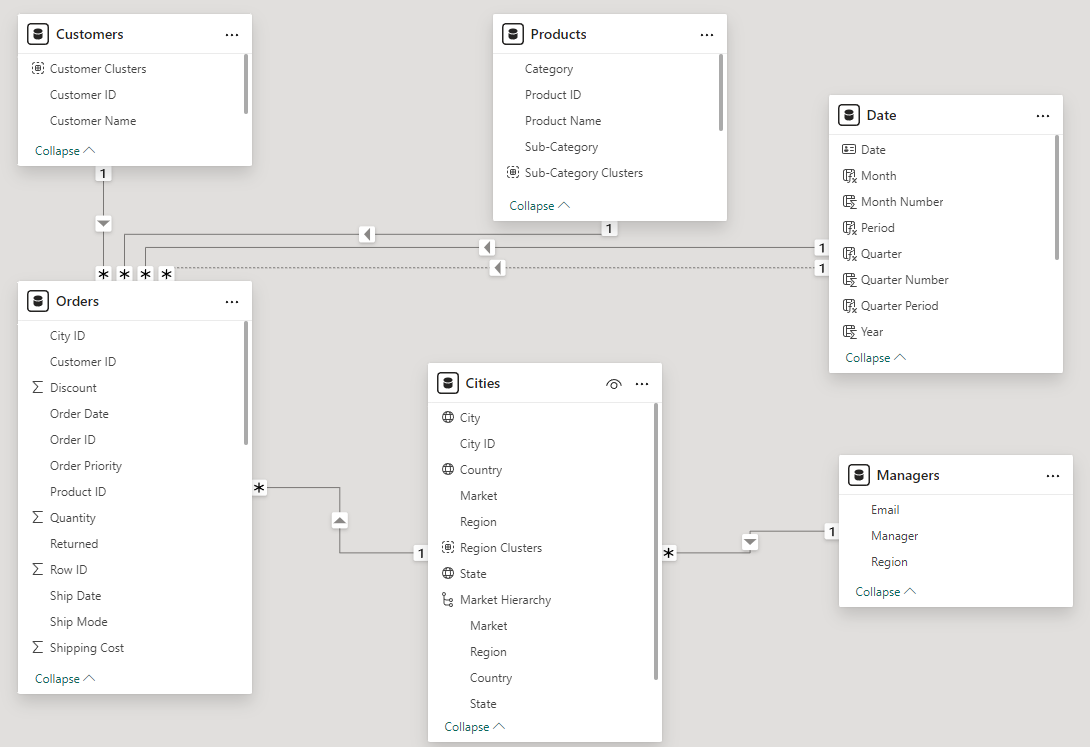 Customers
Customer Clusters
Customer ID
Customer Name
Collapse
1
Products
Category
Product ID
Product Name
Sub-Category
Sub-Category Clusters
Collapse
1
Date
Date
Month
Month Number
Period
Quarter
Quarter Number
Quarter Period
Year
Collapse
1
1
* * * *
Orders
City ID
Customer ID
Discount
Order Date
Order ID
Order Priority
Product ID
Quantity
Returned
Row ID
Ship Date
Ship Mode
Shipping Cost
Collapse
*
1
Cities
City
City ID
Country
Market
Region
Region Clusters
State
Market Hierarchy
Market
Region
Country
State
Collapse
*
1
Managers
Email
Manager
Region
Collapse